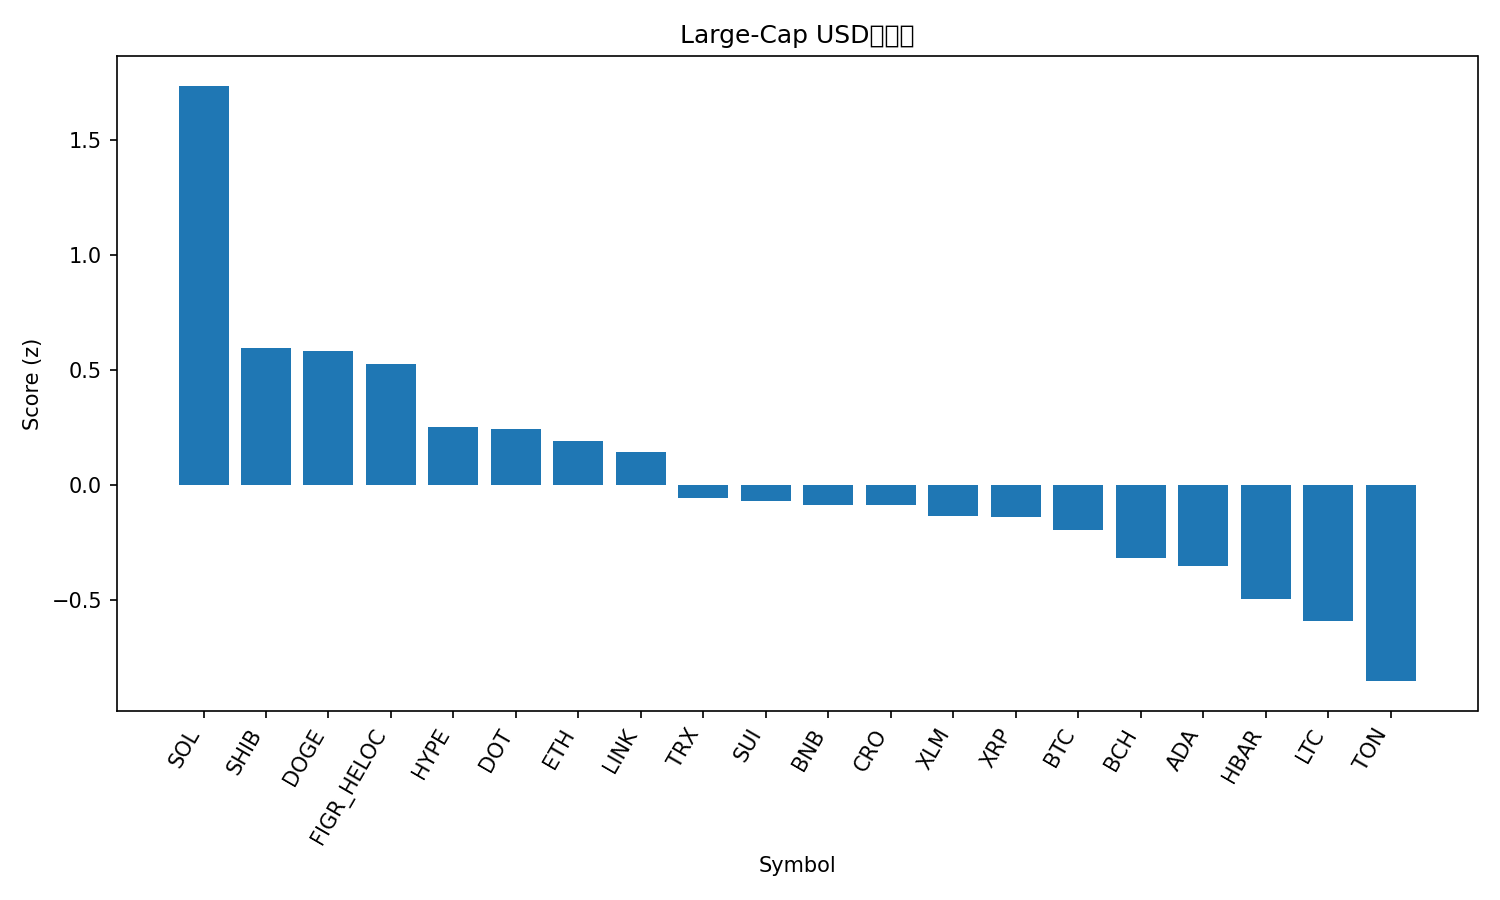 Large-Cap USD
Score (z)
1.5
1.0
0.5
0.0
−0.5
SOL
SHIB
DOGE
FIGR_HELOC
HYPE
DOT
ETH
LINK
TRX
SUI
BNB
CRO
XLM
XRP
BTC
BCH
ADA
HBAR
LTC
TON
Symbol